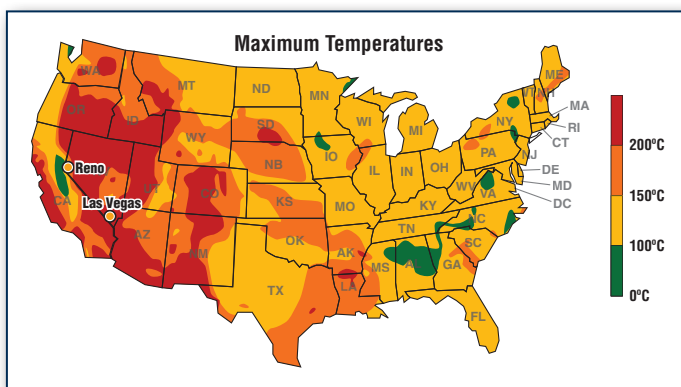 Maximum Temperatures
WA
MT
ND
MN
ME
VT
NH
OR
ID
SD
WI
NY
MA
WY
MI
RI
CT
IO
PA
NJ
Reno
NB
IL
IN
OH
DE
UT
CO
WV
VA
MD
CA
KS
MO
KY
DC
Las Vegas
NC
TN
AZ
NM
OK
AK
SC
MS
A
GA
TX
LA
FL
200ºC
150ºC
100ºC
0ºC